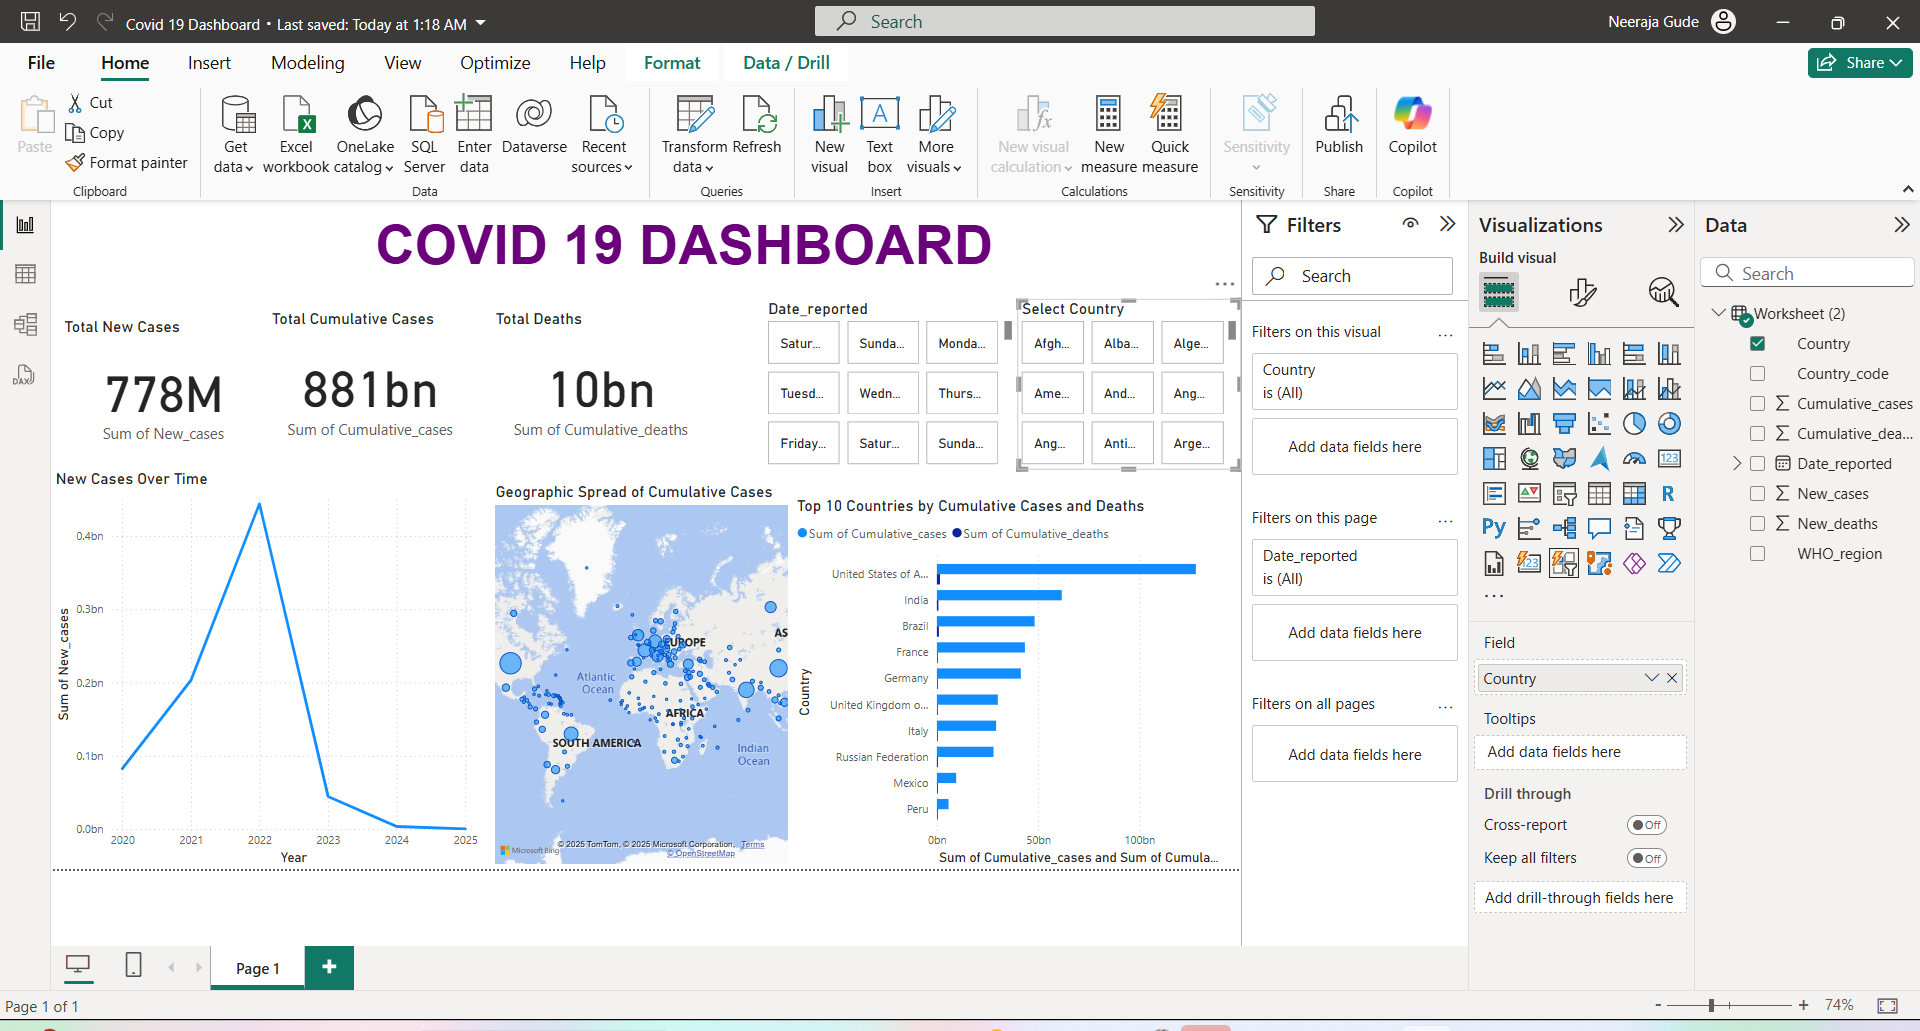 Covid 19 Dashboard • Last saved: Today at 1:18 AM
Search
Neeraja Gude
File
Home
Insert
Modeling
View
Optimize
Help
Format
Data / Drill
Share
Paste
Cut
Copy
Format painter
Clipboard
Get data
Excel workbook
OneLake catalog
SQL Server
Enter data
Dataverse
Recent sources
Data
Transform data
Refresh
Queries
New visual
Text box
More visuals
Insert
New visual calculation
New measure
Quick measure
Calculations
Sensitivity
Sensitivity
Publish
Share
Copilot
Copilot
DAX
COVID 19 DASHBOARD
Total New Cases
778M
Sum of New_cases
Total Cumulative Cases
881bn
Sum of Cumulative_cases
Total Deaths
10bn
Sum of Cumulative_deaths
Date_reported
Satur...
Sunda...
Monda...
Tuesd...
Wedn...
Thurs...
Friday...
Satur...
Sunda...
Select Country
Afgh...
Alba...
Alge...
Ame...
And...
Ang...
Ang...
Anti...
Arge...
New Cases Over Time
Sum of New_cases
0.4bn
0.3bn
0.2bn
0.1bn
0.0bn
2020
2021
2022
2023
2024
2025
Year
Geographic Spread of Cumulative Cases
AS
EUROPE
Atlantic
Ocean
AFRICA
SOUTH AMERICA
Indian
Ocean
Microsoft Bing
© 2025 TomTom, © 2025 Microsoft Corporation, Terms
© OpenStreetMap
Top 10 Countries by Cumulative Cases and Deaths
Sum of Cumulative_cases
Sum of Cumulative_deaths
Country
United States of A...
India
Brazil
France
Germany
United Kingdom o...
Italy
Russian Federation
Mexico
Peru
0bn
50bn
100bn
Sum of Cumulative_cases and Sum of Cumula...
Filters
Search
Filters on this visual
Country
is (All)
Add data fields here
Filters on this page
Date_reported
is (All)
Add data fields here
Filters on all pages
Add data fields here
Visualizations
Build visual
123
R
Py
123
Field
Country
Tooltips
Add data fields here
Drill through
Cross-report
Off
Keep all filters
Off
Add drill-through fields here
Data
Search
Worksheet (2)
Country
Country_code
Cumulative_cases
Cumulative_dea...
Date_reported
New_cases
New_deaths
WHO_region
Page 1
Page 1 of 1
74%